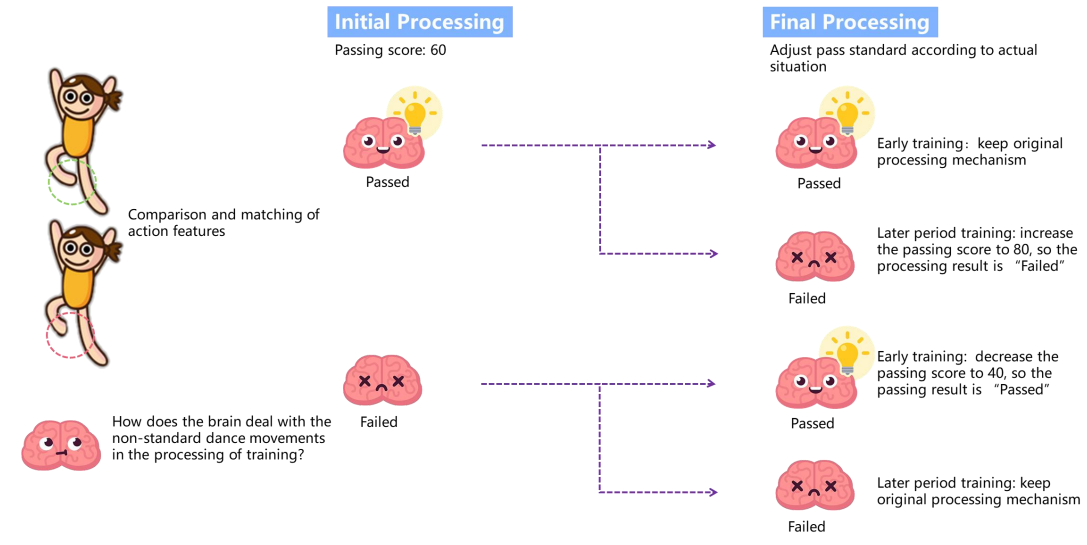 Initial Processing
Passing score: 60
Final Processing
Adjust pass standard according to actual
situation
Comparison and matching of
action features
Passed
Passed
Early training: keep original
processing mechanism
Later period training: increase
the passing score to 80, so the
processing result is “Failed”
Failed
How does the brain deal with the
non-standard dance movements
in the processing of training?
Failed
Early training: decrease the
passing score to 40, so the
passing result is “Passed”
Passed
Later period training: keep
original processing mechanism
Failed